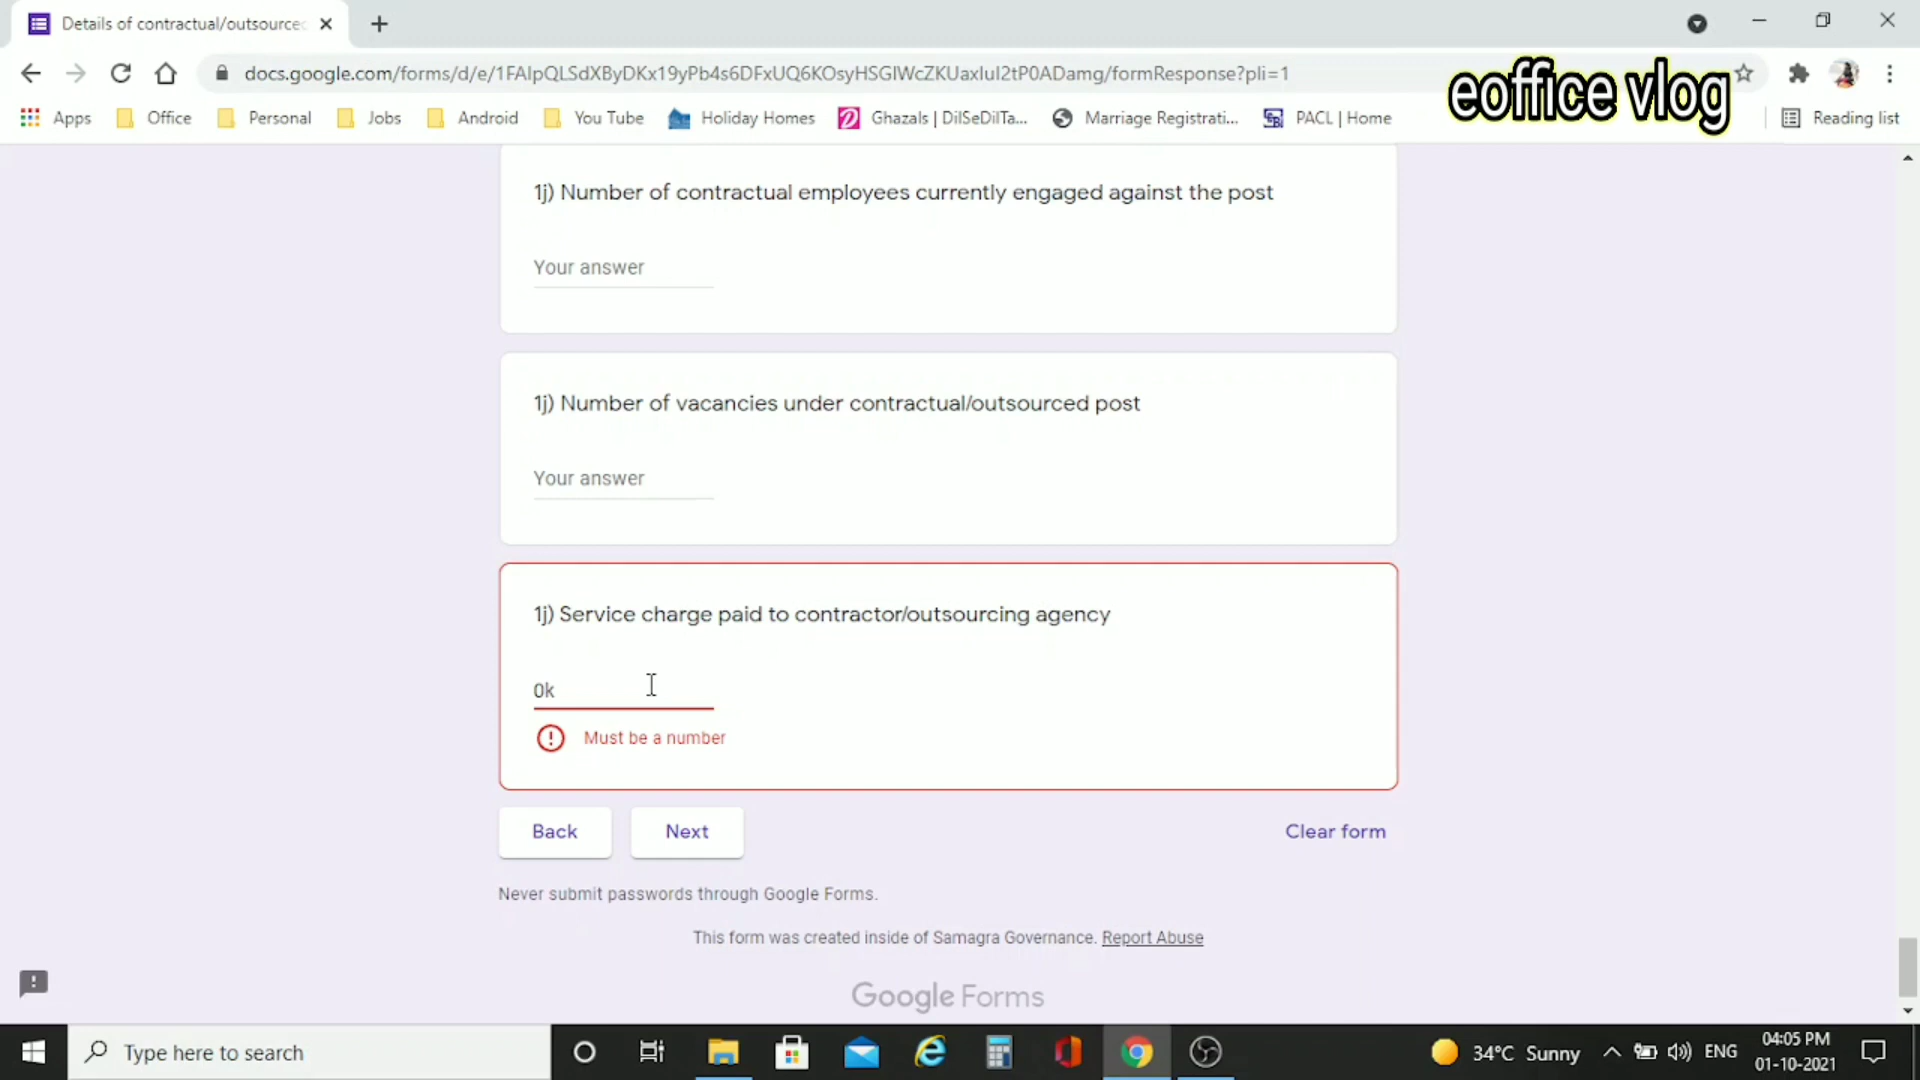 Details of contractual/outsourced
docs.google.com/forms/d/e/1FAIpQLSdXByDKx19yPb4s6DFxUQ6KOsyHSGlWcZKUaxIul2tP0ADamg/formResponse?pli=1
eoffice vlog
Apps
Office
Personal
Jobs
Android
You Tube
Holiday Homes
Ghazals | DilSeDilTa...
Marriage Registrati...
PACL | Home
Reading list
1j) Number of contractual employees currently engaged against the post
Your answer
1j) Number of vacancies under contractual/outsourced post
Your answer
1j) Service charge paid to contractor/outsourcing agency
0k
Must be a number
Back
Next
Clear form
Never submit passwords through Google Forms.
This form was created inside of Samagra Governance. Report Abuse
Google Forms
Type here to search
34°C Sunny
ENG
04:05 PM
01-10-2021